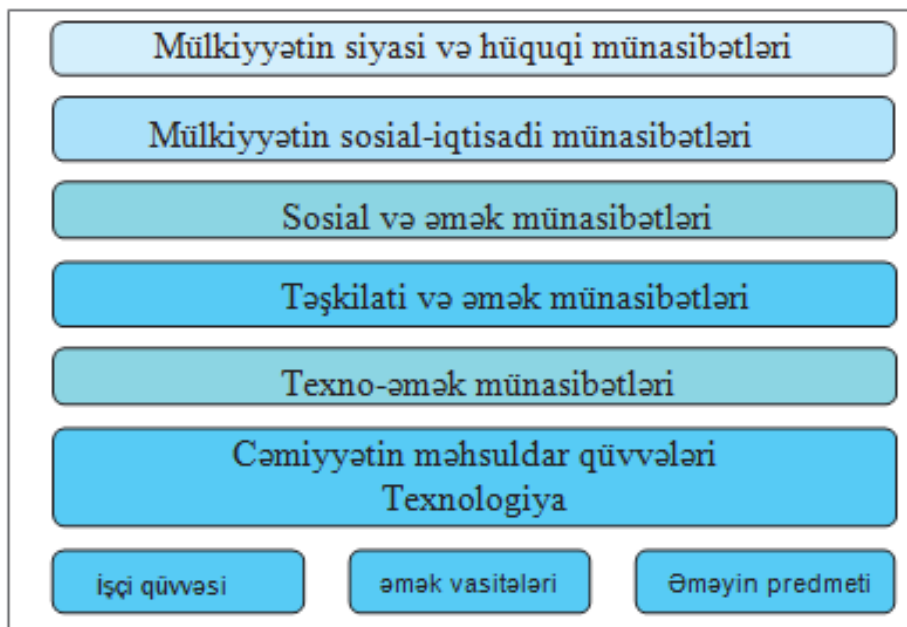 Mülkiyyətin siyasi və hüquqi münasibətləri
Mülkiyyətin sosial-iqtisadi münasibətləri
Sosial və əmək münasibətləri
Təşkilati və əmək münasibətləri
Texno-əmək münasibətləri
Cəmiyyətin məhsuldar qüvvələri
Texnologiya
işçi qüvvəsi
əmək vasitələri
Əməyin predmeti